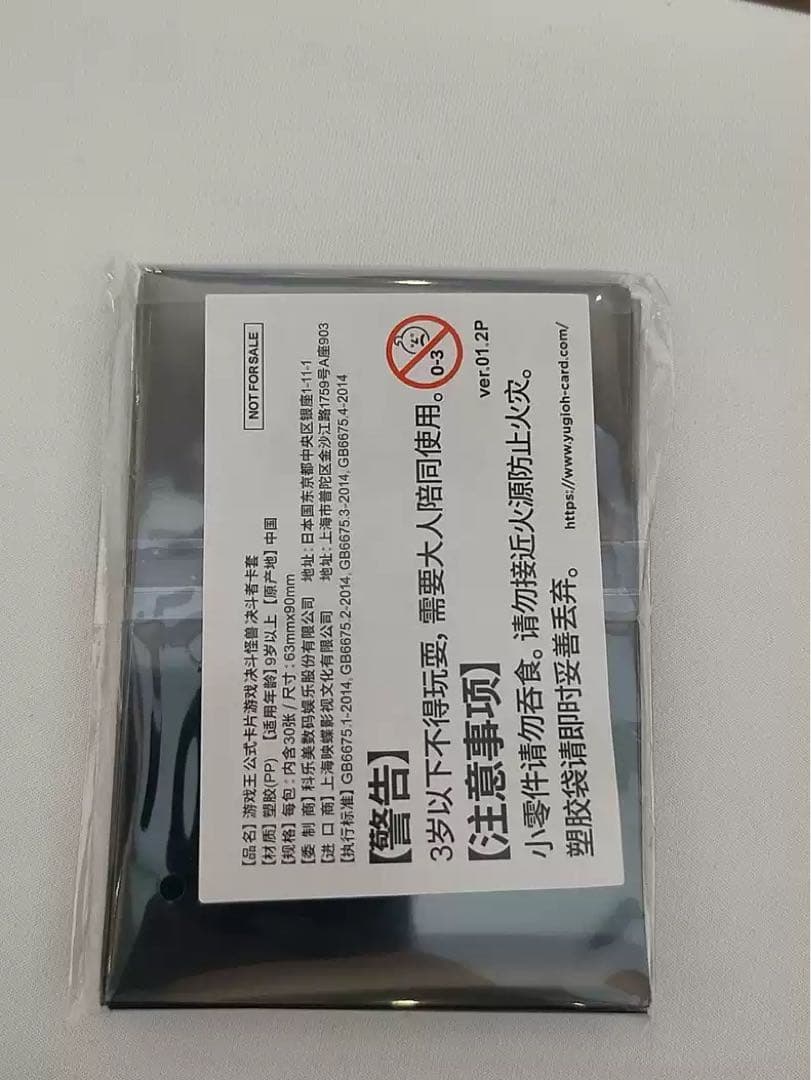 NOT FOR SALE
【品名】游戏王 公式卡片游戏 决斗怪兽 决斗者卡套
【材质】塑胶(PP) 【适用年龄】9岁以上【原产地】中国
【规格】每包:内含30张 / 尺寸:63mmx90mm
【委 制 商】科乐美数码娱乐股份有限公司 地址:日本国东京都中央区银座1-11-1
【进 口 商】上海映蝶影视文化有限公司 地址:上海市普陀区金沙江路1759号A座903
【执行标准】GB6675.1-2014, GB6675.2-2014, GB6675.3-2014, GB6675.4-2014
【警告】
3岁以下不得玩耍,需要大人陪同使用。
0-3
【注意事项】
ver.01.2P
小零件请勿吞食。请勿接近火源防止火灾。
塑胶袋请即时妥善丢弃。
https://www.yugioh-card.com/